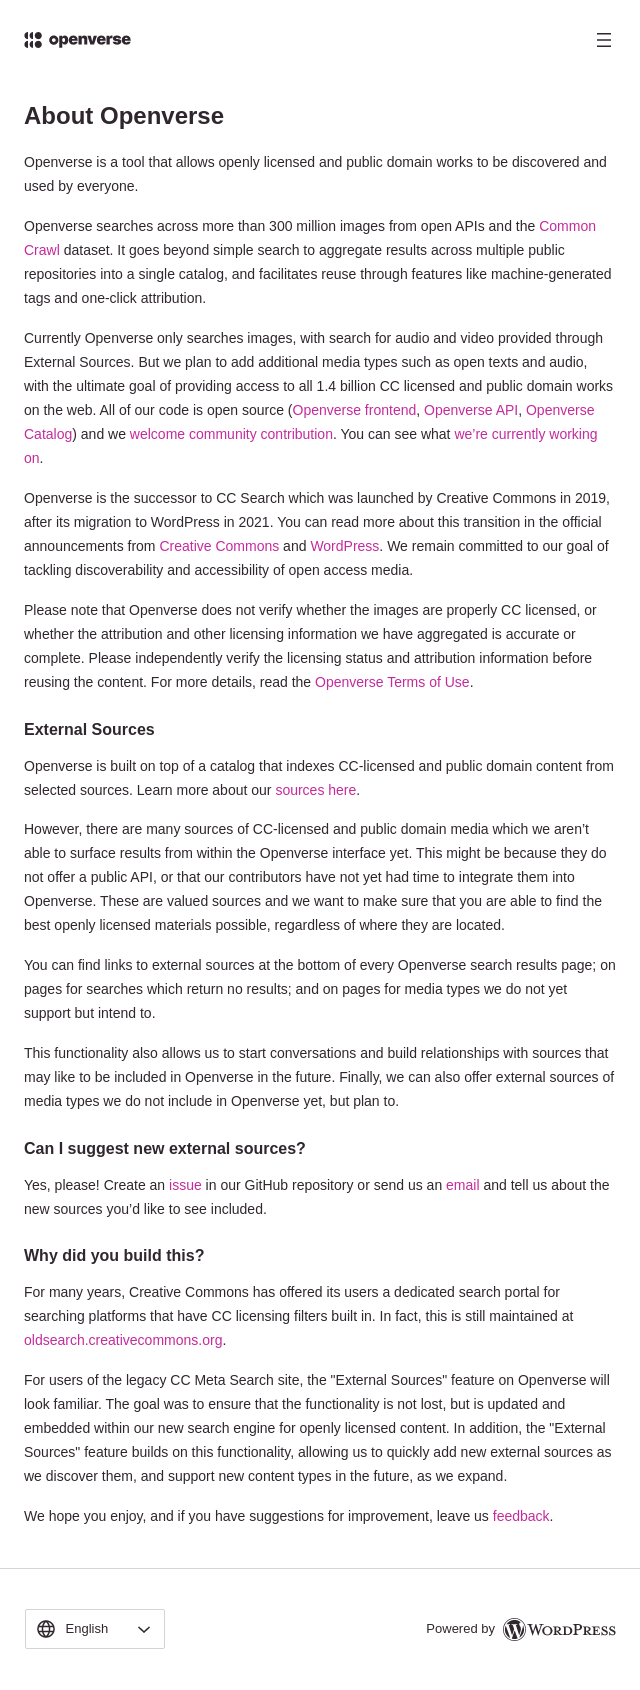 openverse
About Openverse
Openverse is a tool that allows openly licensed and public domain works to be discovered and
used by everyone.
Openverse searches across more than 300 million images from open APIs and the Common
Crawl dataset. It goes beyond simple search to aggregate results across multiple public
repositories into a single catalog, and facilitates reuse through features like machine-generated
tags and one-click attribution.
Currently Openverse only searches images, with search for audio and video provided through
External Sources. But we plan to add additional media types such as open texts and audio,
with the ultimate goal of providing access to all 1.4 billion CC licensed and public domain works
on the web. All of our code is open source (Openverse frontend, Openverse API, Openverse
Catalog) and we welcome community contribution. You can see what we’re currently working
on.
Openverse is the successor to CC Search which was launched by Creative Commons in 2019,
after its migration to WordPress in 2021. You can read more about this transition in the official
announcements from Creative Commons and WordPress. We remain committed to our goal of
tackling discoverability and accessibility of open access media.
Please note that Openverse does not verify whether the images are properly CC licensed, or
whether the attribution and other licensing information we have aggregated is accurate or
complete. Please independently verify the licensing status and attribution information before
reusing the content. For more details, read the Openverse Terms of Use.
External Sources
Openverse is built on top of a catalog that indexes CC-licensed and public domain content from
selected sources. Learn more about our sources here.
However, there are many sources of CC-licensed and public domain media which we aren’t
able to surface results from within the Openverse interface yet. This might be because they do
not offer a public API, or that our contributors have not yet had time to integrate them into
Openverse. These are valued sources and we want to make sure that you are able to find the
best openly licensed materials possible, regardless of where they are located.
You can find links to external sources at the bottom of every Openverse search results page; on
pages for searches which return no results; and on pages for media types we do not yet
support but intend to.
This functionality also allows us to start conversations and build relationships with sources that
may like to be included in Openverse in the future. Finally, we can also offer external sources of
media types we do not include in Openverse yet, but plan to.
Can I suggest new external sources?
Yes, please! Create an issue in our GitHub repository or send us an email and tell us about the
new sources you’d like to see included.
Why did you build this?
For many years, Creative Commons has offered its users a dedicated search portal for
searching platforms that have CC licensing filters built in. In fact, this is still maintained at
oldsearch.creativecommons.org.
For users of the legacy CC Meta Search site, the "External Sources" feature on Openverse will
look familiar. The goal was to ensure that the functionality is not lost, but is updated and
embedded within our new search engine for openly licensed content. In addition, the "External
Sources" feature builds on this functionality, allowing us to quickly add new external sources as
we discover them, and support new content types in the future, as we expand.
We hope you enjoy, and if you have suggestions for improvement, leave us feedback.
English
Powered by WORDPRESS